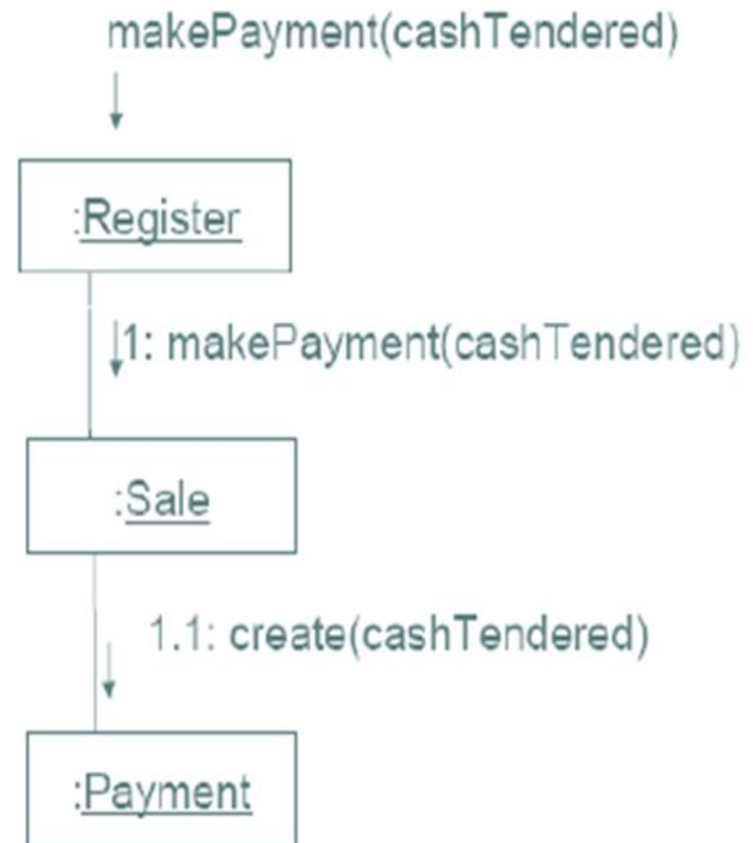 makePayment(cashTendered)
:Register
1: makePayment(cashTendered)
:Sale
1.1: create(cashTendered)
:Payment